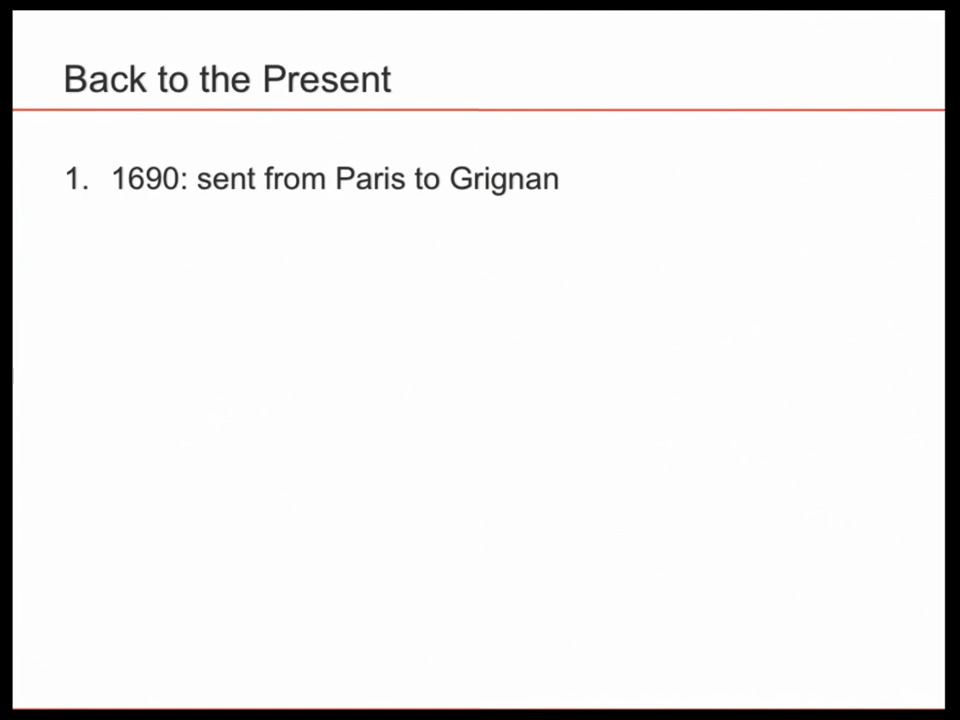 Back to the Present
1. 1690: sent from Paris to Grignan